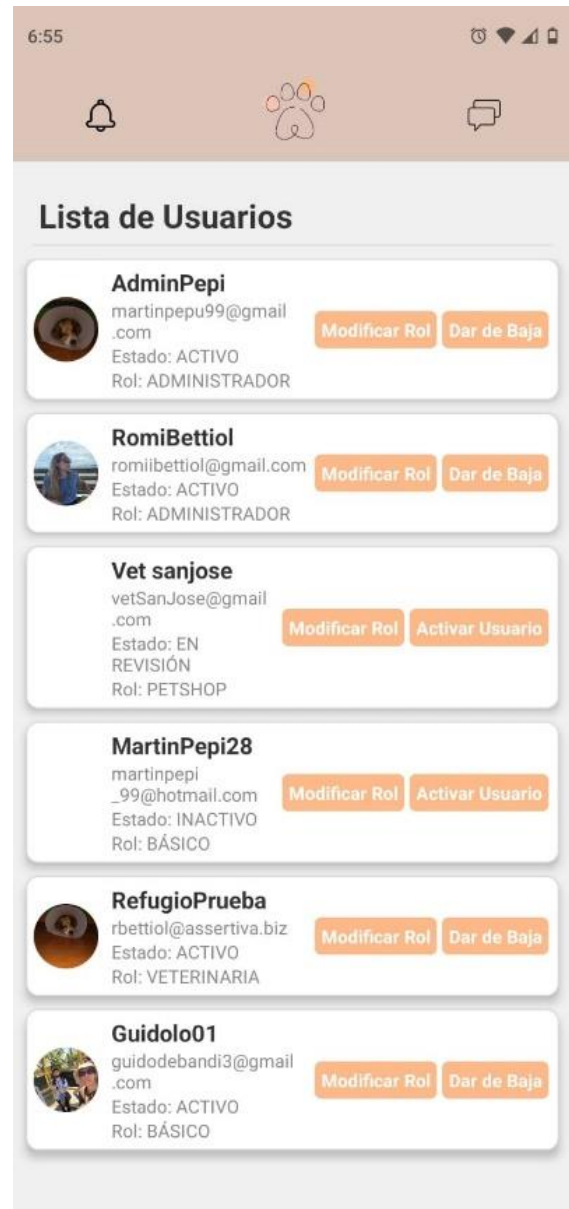 6:55
Lista de Usuarios
AdminPepi
martinpepu99@gmail
.com
Estado: ACTIVO
Rol: ADMINISTRADOR
Modificar Rol
Dar de Baja
RomiBettiol
romiibettiol@gmail.com
Estado: ACTIVO
Rol: ADMINISTRADOR
Modificar Rol
Dar de Baja
Vet sanjose
vetSanJose@gmail
.com
Estado: EN
REVISIÓN
Rol: PETSHOP
Modificar Rol
Activar Usuario
MartinPepi28
martinpepi
_99@hotmail.com
Estado: INACTIVO
Rol: BÁSICO
Modificar Rol
Activar Usuario
RefugioPrueba
rbettiol@assertiva.biz
Estado: ACTIVO
Rol: VETERINARIA
Modificar Rol
Dar de Baja
Guidolo01
guidodebandi3@gmail
.com
Estado: ACTIVO
Rol: BÁSICO
Modificar Rol
Dar de Baja